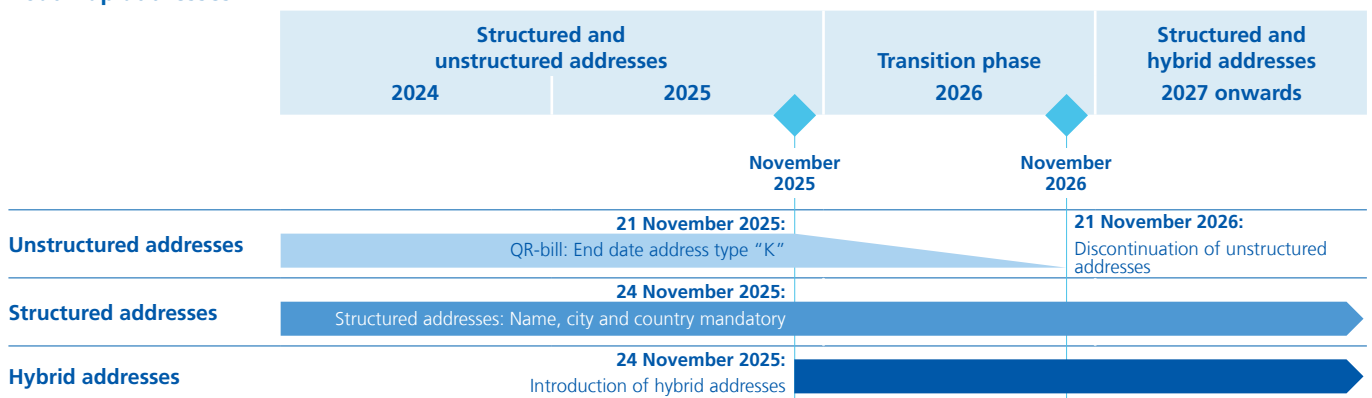 Structured and
unstructured addresses
2024
2025
Transition phase
2026
Structured and
hybrid addresses
2027 onwards
November
2025
November
2026
Unstructured addresses
21 November 2025:
QR-bill: End date address type “K”
21 November 2026:
Discontinuation of unstructured
addresses
Structured addresses
24 November 2025:
Structured addresses: Name, city and country mandatory
Hybrid addresses
24 November 2025:
Introduction of hybrid addresses